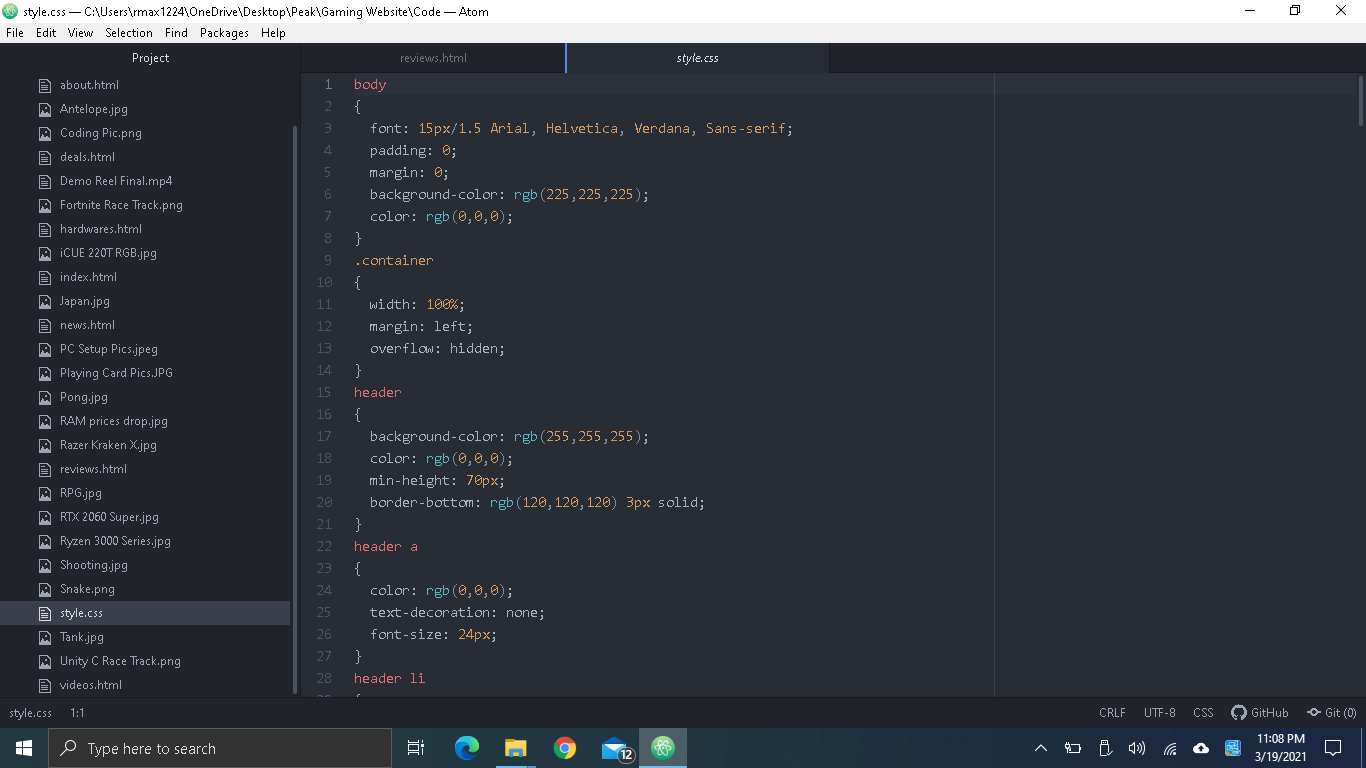 style.css — C:\Users\rmax1224\OneDrive\Desktop\Peak\Gaming Website\Code — Atom
File Edit View Selection Find Packages Help
Project
about.html
Antelope.jpg
Coding Pic.png
deals.html
Demo Reel Final.mp4
Fortnite Race Track.png
hardwares.html
iCUE 220T RGB.jpg
index.html
Japan.jpg
news.html
PC Setup Pics.jpeg
Playing Card Pics.JPG
Pong.jpg
RAM prices drop.jpg
Razer Kraken X.jpg
reviews.html
RPG.jpg
RTX 2060 Super.jpg
Ryzen 3000 Series.jpg
Shooting.jpg
Snake.png
style.css
Tank.jpg
Unity C Race Track.png
videos.html
reviews.html style.css
1 body
2 {
3 font: 15px/1.5 Arial, Helvetica, Verdana, Sans-serif;
4 padding: 0;
5 margin: 0;
6 background-color: rgb(225,225,225);
7 color: rgb(0,0,0);
8 }
9 .container
10 {
11 width: 100%;
12 margin: left;
13 overflow: hidden;
14 }
15 header
16 {
17 background-color: rgb(255,255,255);
18 color: rgb(0,0,0);
19 min-height: 70px;
20 border-bottom: rgb(120,120,120) 3px solid;
21 }
22 header a
23 {
24 color: rgb(0,0,0);
25 text-decoration: none;
26 font-size: 24px;
27 }
28 header li
style.css 1:1 CRLF UTF-8 CSS GitHub Git (0)
Type here to search
12
11:08 PM
3/19/2021